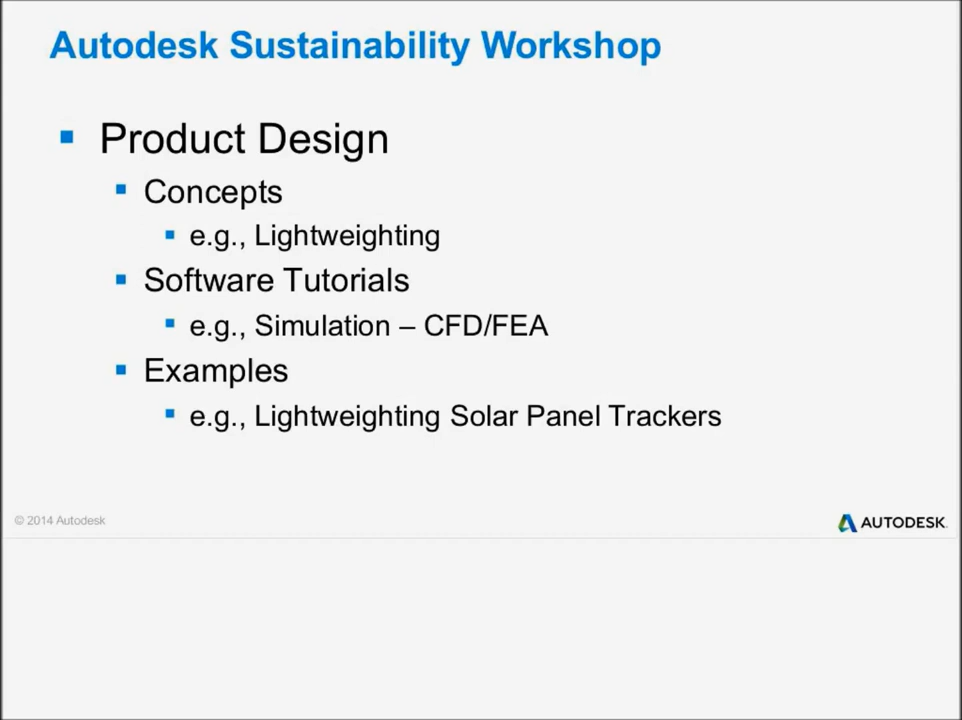 Autodesk Sustainability Workshop
Product Design
Concepts
e.g., Lightweighting
Software Tutorials
e.g., Simulation – CFD/FEA
Examples
e.g., Lightweighting Solar Panel Trackers
© 2014 Autodesk
AUTODESK.